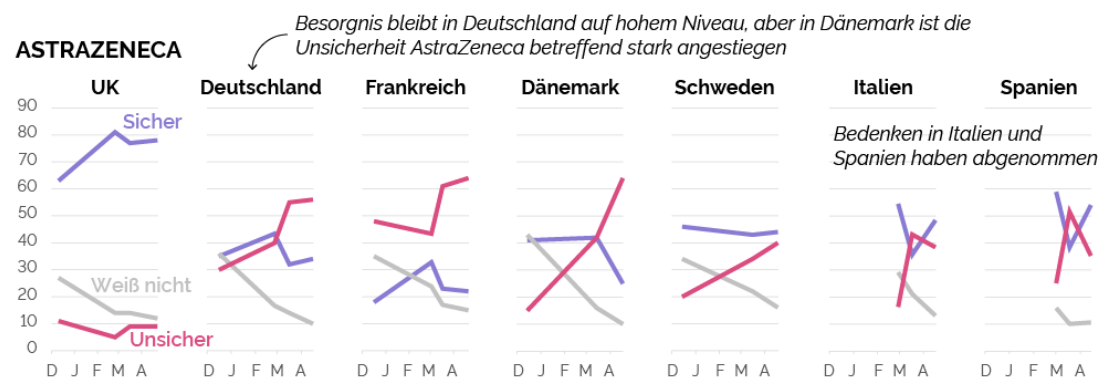 Besorgnis bleibt in Deutschland auf hohem Niveau, aber in Dänemark ist die
Unsicherheit AstraZeneca betreffend stark angestiegen
ASTRAZENECA
UK Deutschland Frankreich Dänemark Schweden Italien Spanien
90
Sicher
80
Bedenken in Italien und
Spanien haben abgenommen
70
60
50
40
30
Weiß nicht
20
10
Unsicher
0
D J F M A D J F M A D J F M A D J F M A D J F M A D J F M A D J F M A